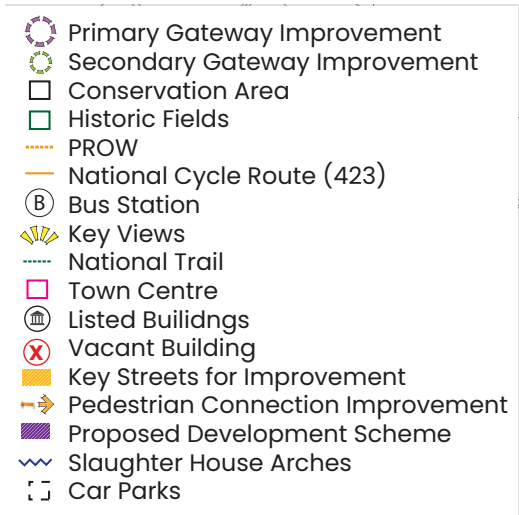 Primary Gateway Improvement
Secondary Gateway Improvement
Conservation Area
Historic Fields
PROW
National Cycle Route (423)
B Bus Station
Key Views
National Trail
Town Centre
Listed Builidngs
X Vacant Building
Key Streets for Improvement
Pedestrian Connection Improvement
Proposed Development Scheme
Slaughter House Arches
Car Parks